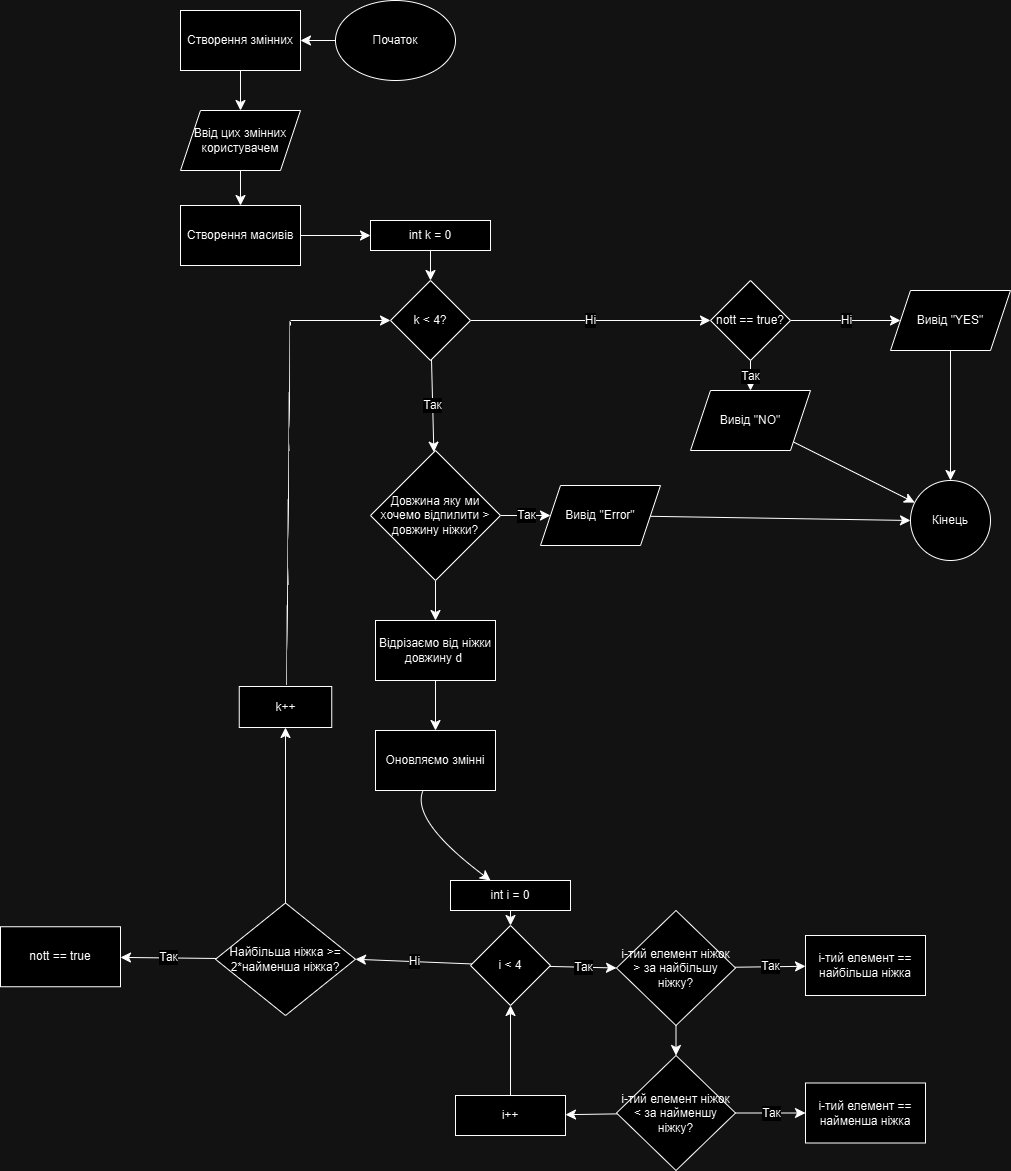 Початок
Створення змінних
Ввід цих змінних
користувачем
Створення масивів
int k = 0
k < 4?
Ні
nott == true?
Ні
Вивід "YES"
Так
Вивід "NO"
Так
Довжина яку ми
хочемо відпилити >
довжину ніжки?
Так
Вивід "Error"
Кінець
Відрізаємо від ніжки
довжину d
k++
Оновляємо змінні
int i = 0
i < 4
Так
і-тий елемент ніжок
> за найбільшу
ніжку?
Так
і-тий елемент ==
найбільша ніжка
Ні
Найбільша ніжка >=
2*найменша ніжка?
Так
nott == true
і-тий елемент ніжок
< за найменшу
ніжку?
Так
і-тий елемент ==
найменша ніжка
i++